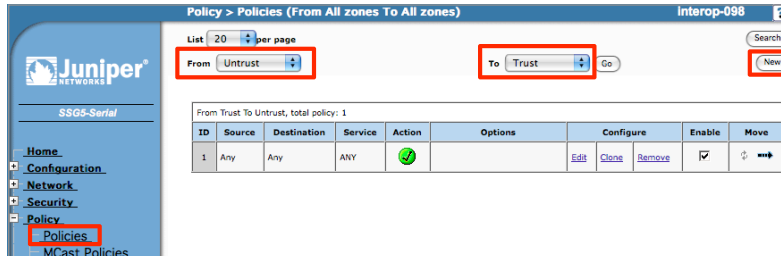 Policy > Policies (From All zones To All zones)
interop-098
?
List 20 per page
Search
From Untrust
To Trust
Go
New
Juniper®
NETWORKS
SSG5-Serial
Home
Configuration
Network
Security
Policy
Policies
MCast Policies
From Trust To Untrust, total policy: 1
ID Source Destination Service Action Options Configure Enable Move
1 Any Any ANY Edit Clone Remove